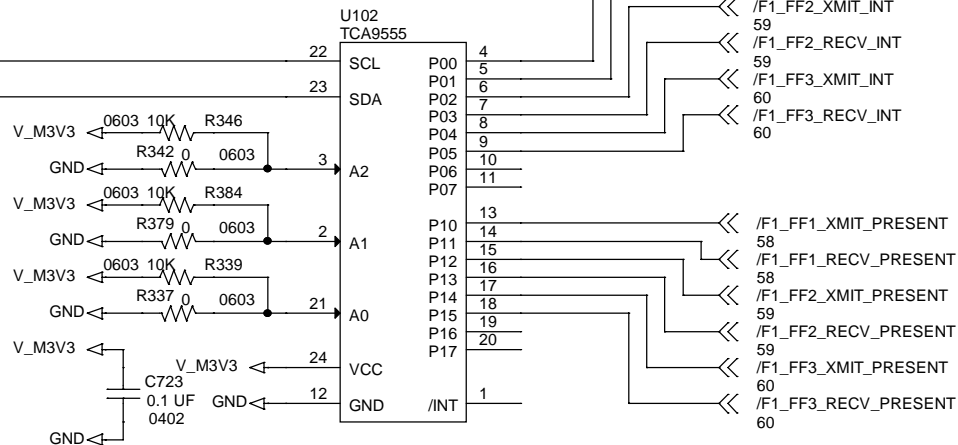 U102
TCA9555
22 SCL
23 SDA
V_M3V3 0603 10K R346
GND R342 0 0603
3 A2
V_M3V3 0603 10K R384
GND R379 0 0603
2 A1
V_M3V3 0603 10K R339
GND R337 0 0603
21 A0
V_M3V3
C723
0.1 UF
0402
GND
V_M3V3 24 VCC
GND 12 GND
P00 4
P01 5
P02 6
P03 7
P04 8
P05 9
P06 10
P07 11
P10 13
P11 14
P12 15
P13 16
P14 17
P15 18
P16 19
P17 20
/INT 1
/F1_FF2_XMIT_INT
59
/F1_FF2_RECV_INT
59
/F1_FF3_XMIT_INT
60
/F1_FF3_RECV_INT
60
/F1_FF1_XMIT_PRESENT
58
/F1_FF1_RECV_PRESENT
58
/F1_FF2_XMIT_PRESENT
59
/F1_FF2_RECV_PRESENT
59
/F1_FF3_XMIT_PRESENT
60
/F1_FF3_RECV_PRESENT
60